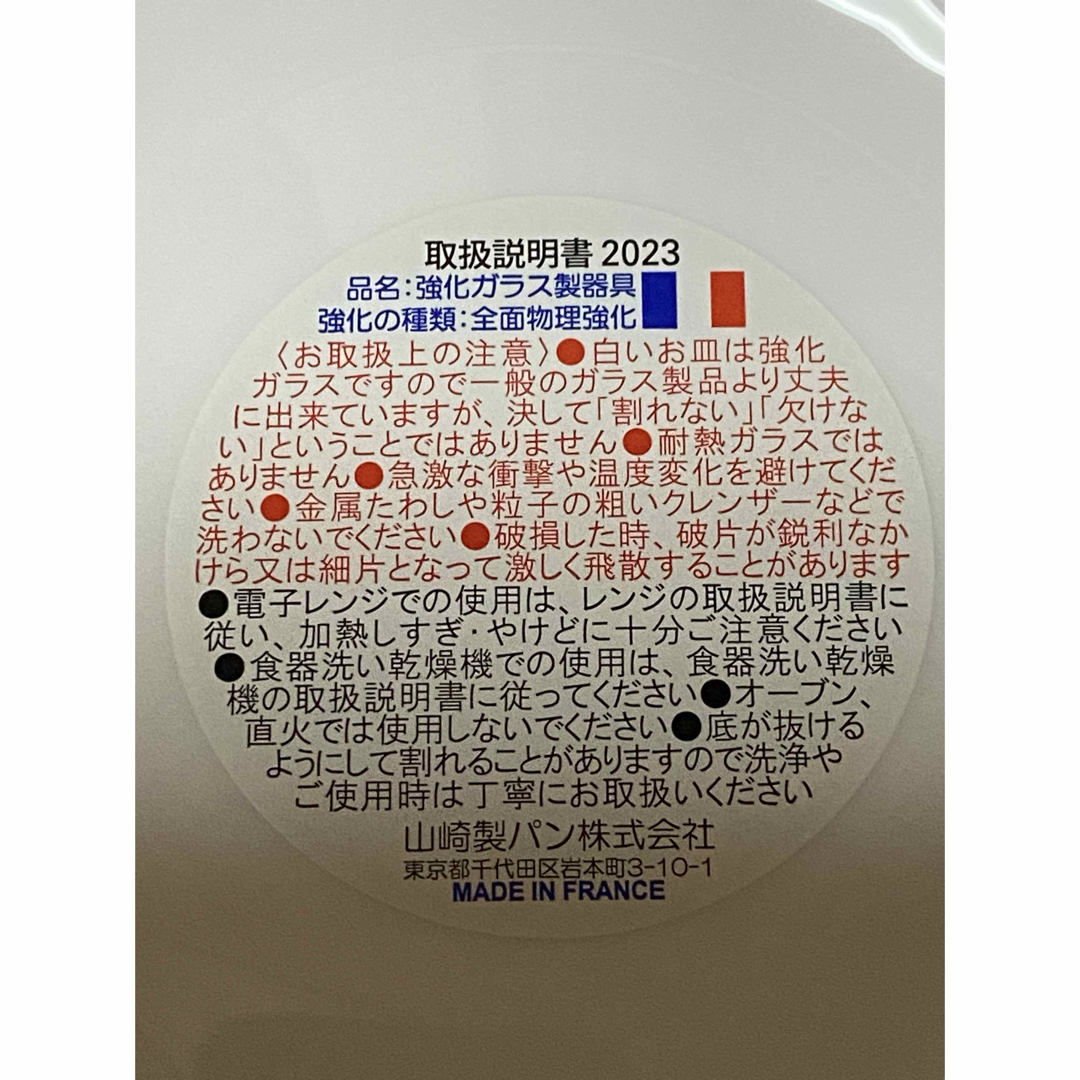 取扱説明書 2023
品名:強化ガラス製器具
強化の種類:全面物理強化
〈お取扱上の注意〉●白いお皿は強化
ガラスですので一般のガラス製品より丈夫
に出来ていますが、決して「割れない」「欠けな
い」ということではありません●耐熱ガラスでは
ありません●急激な衝撃や温度変化を避けてくだ
さい●金属たわしや粒子の粗いクレンザーなどで
洗わないでください●破損した時、破片が鋭利なか
けら又は細片となって激しく飛散することがあります
●電子レンジでの使用は、レンジの取扱説明書に
従い、加熱しすぎ・やけどに十分ご注意ください
●食器洗い乾燥機での使用は、食器洗い乾燥
機の取扱説明書に従ってください●オーブン、
直火では使用しないでください●底が抜ける
ようにして割れることがありますので洗浄や
ご使用時は丁寧にお取扱いください
山崎製パン株式会社
東京都千代田区岩本町3-10-1
MADE IN FRANCE